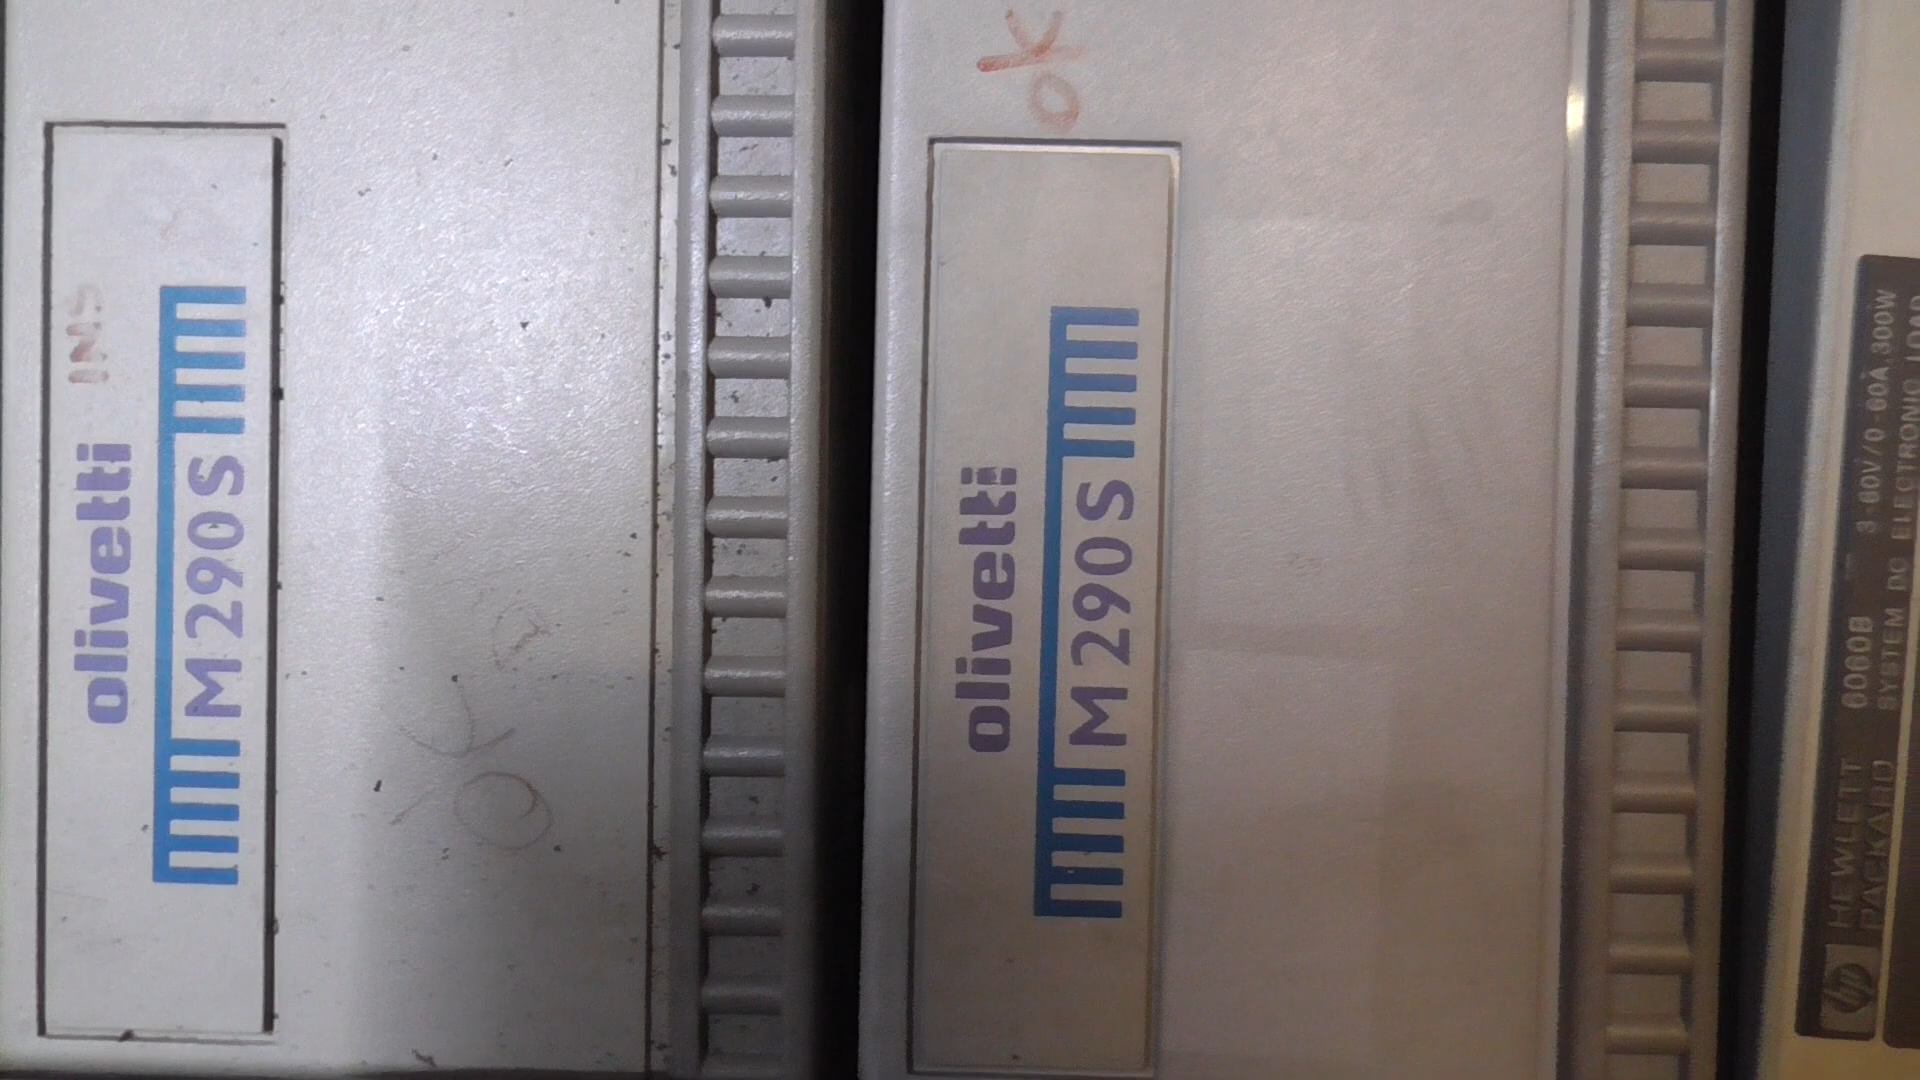 olivetti INS
M290S
OK
OK
olivetti
M290S
HEWLETT
PACKARD
hp
6060B 3-60V/0-60A,300W
SYSTEM DC ELECTRONIC LOAD